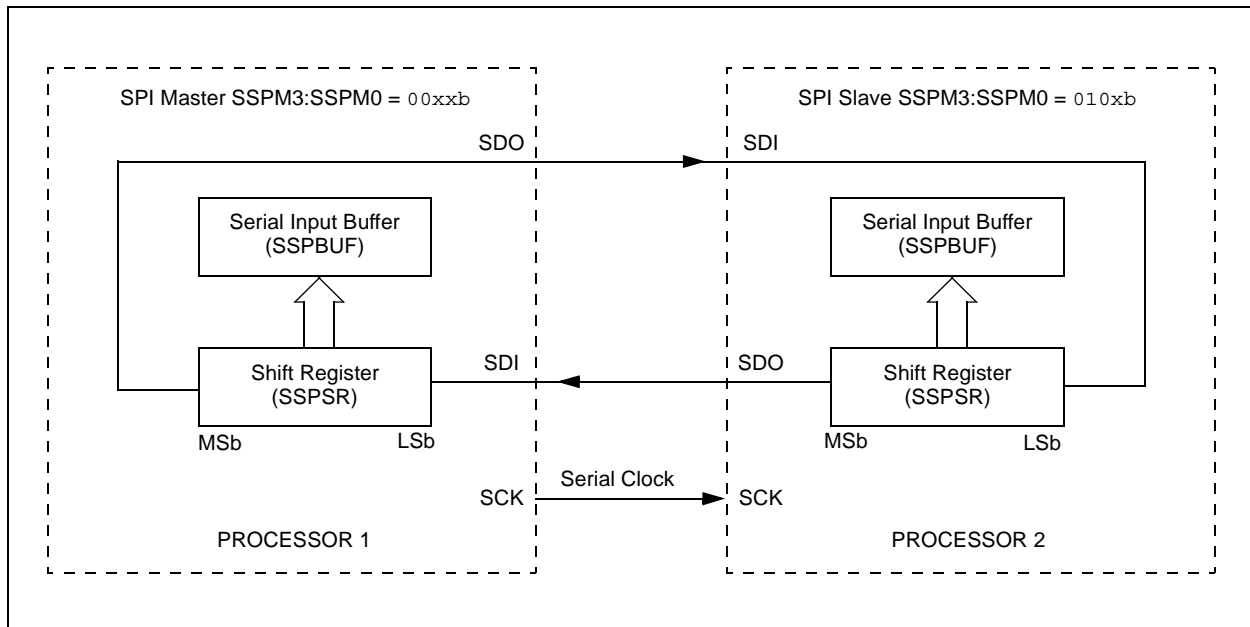 SPI Master SSPM3:SSPM0 = 00xxb
SPI Slave SSPM3:SSPM0 = 010xb
SDO
SDI
Serial Input Buffer
(SSPBUF)
Serial Input Buffer
(SSPBUF)
Shift Register
(SSPSR)
SDI
SDO
Shift Register
(SSPSR)
MSb
LSb
MSb
LSb
SCK
Serial Clock
SCK
PROCESSOR 1
PROCESSOR 2